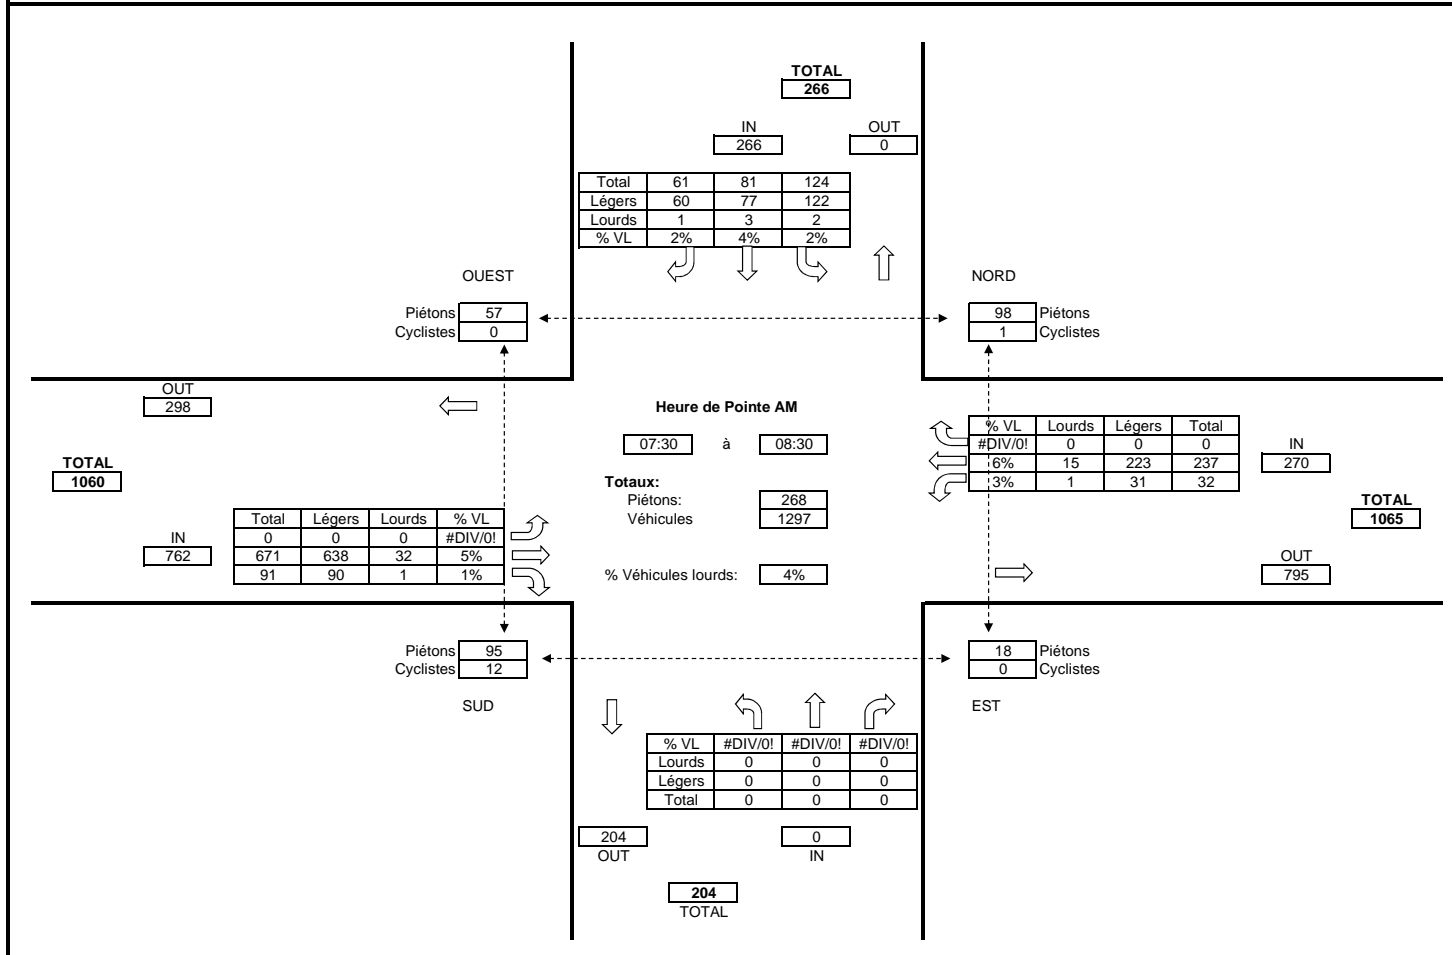 TOTAL
266
IN OUT
266 0
Total 61 81 124
Légers 60 77 122
Lourds 1 3 2
% VL 2% 4% 2%
OUEST NORD
Piétons 57 98 Piétons
Cyclistes 0 1 Cyclistes
OUT
298
Heure de Pointe AM
07:30 à 08:30
% VL Lourds Légers Total
#DIV/0! 0 0 0
6% 15 223 237
3% 1 31 32
IN
270
TOTAL
1060
Totaux:
Piétons: 268
Véhicules 1297
TOTAL
1065
Total Légers Lourds % VL
0 0 0 #DIV/0!
671 638 32 5%
91 90 1 1%
IN
762
% Véhicules lourds: 4%
OUT
795
Piétons 95 18 Piétons
Cyclistes 12 0 Cyclistes
SUD EST
% VL #DIV/0! #DIV/0! #DIV/0!
Lourds 0 0 0
Légers 0 0 0
Total 0 0 0
204 0
OUT IN
204
TOTAL